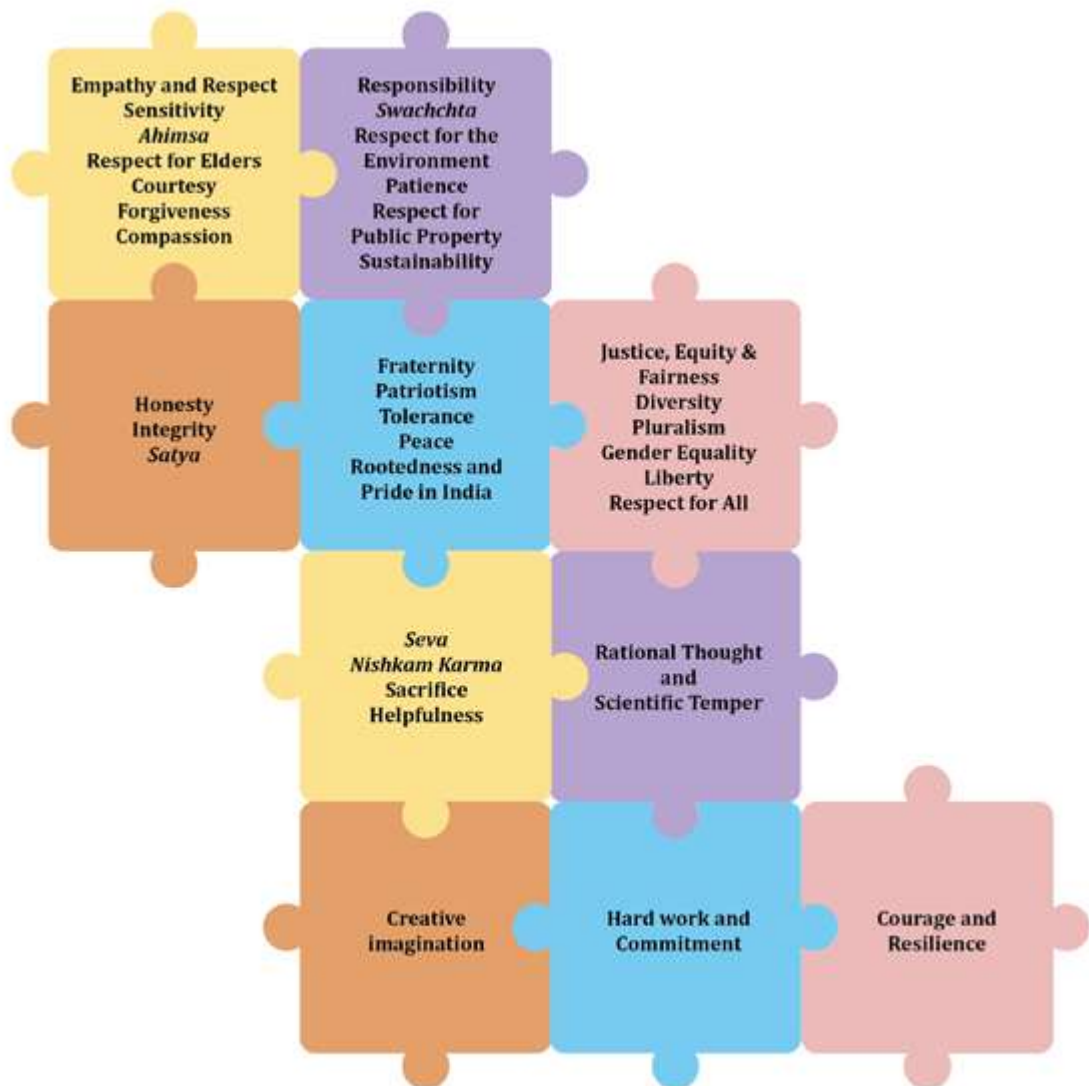 Empathy and Respect
Sensitivity
Ahimsa
Respect for Elders
Courtesy
Forgiveness
Compassion
Responsibility
Swachchta
Respect for the
Environment
Patience
Respect for
Public Property
Sustainability
Honesty
Integrity
Satya
Fraternity
Patriotism
Tolerance
Peace
Rootedness and
Pride in India
Justice, Equity &
Fairness
Diversity
Pluralism
Gender Equality
Liberty
Respect for All
Seva
Nishkam Karma
Sacrifice
Helpfulness
Rational Thought
and
Scientific Temper
Creative
imagination
Hard work and
Commitment
Courage and
Resilience